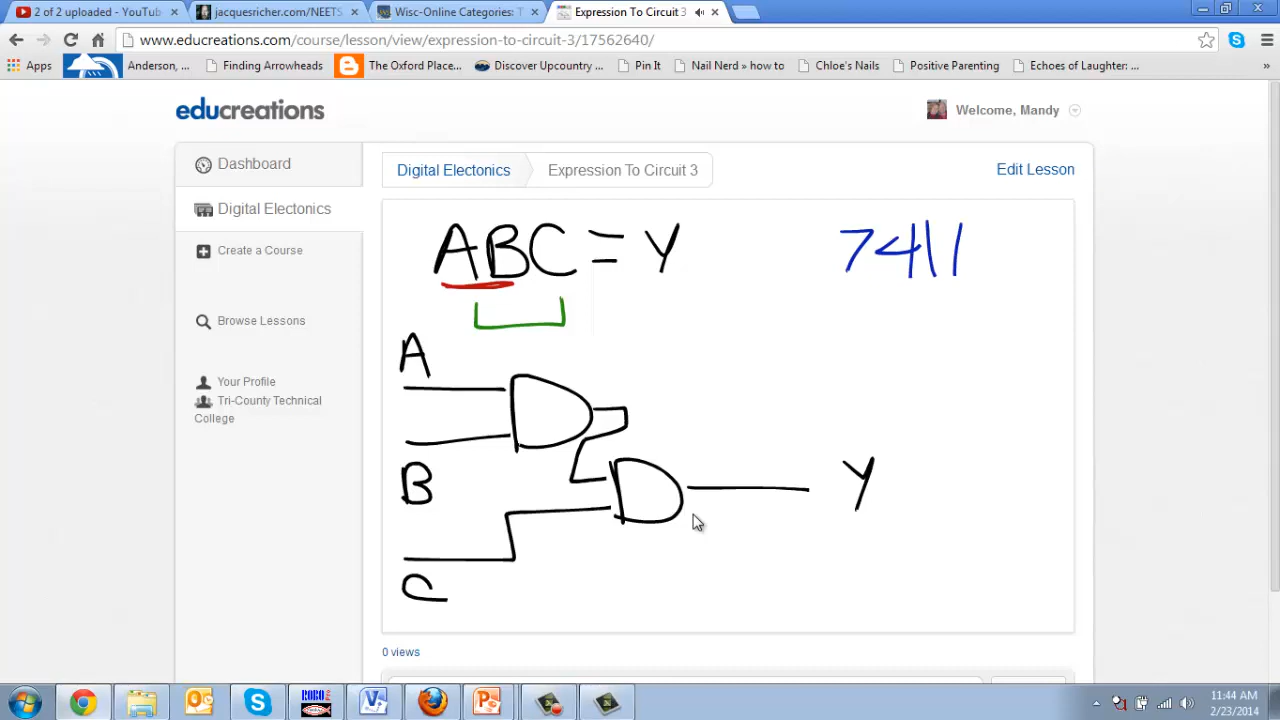 2 of 2 uploaded - YouTu
jacquesricher.com/NEETS
Wisc-Online Categories: T
Expression To Circuit 3
www.educreations.com/course/lesson/view/expression-to-circuit-3/17562640/
Apps
Anderson, ...
Finding Arrowheads
The Oxford Place...
Discover Upcountry ...
Pin It
Nail Nerd » how to
Chloe's Nails
Positive Parenting
Echoes of Laughter: ...
»
educreations
Welcome, Mandy
Dashboard
Digital Electonics
Create a Course
Browse Lessons
Your Profile
Tri-County Technical
College
Digital Electonics
Expression To Circuit 3
Edit Lesson
ABC = Y
7411
A
B
C
Y
0 views
11:44 AM
2/23/2014